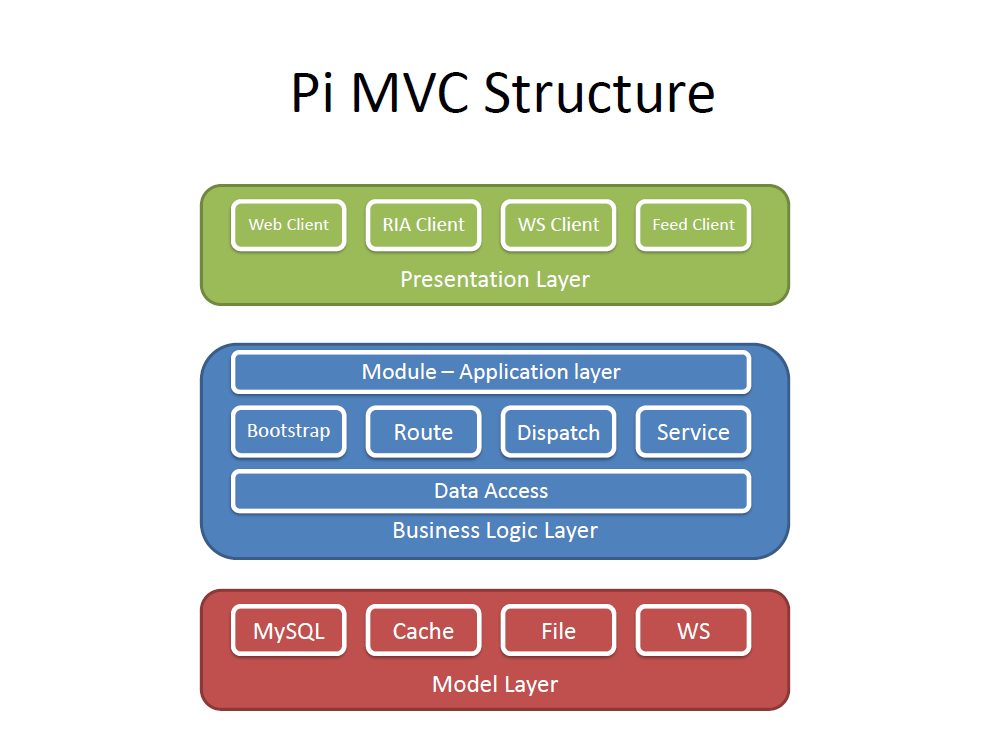 Pi MVC Structure
Web Client
RIA Client
WS Client
Feed Client
Presentation Layer
Module – Application layer
Bootstrap
Route
Dispatch
Service
Data Access
Business Logic Layer
MySQL
Cache
File
WS
Model Layer